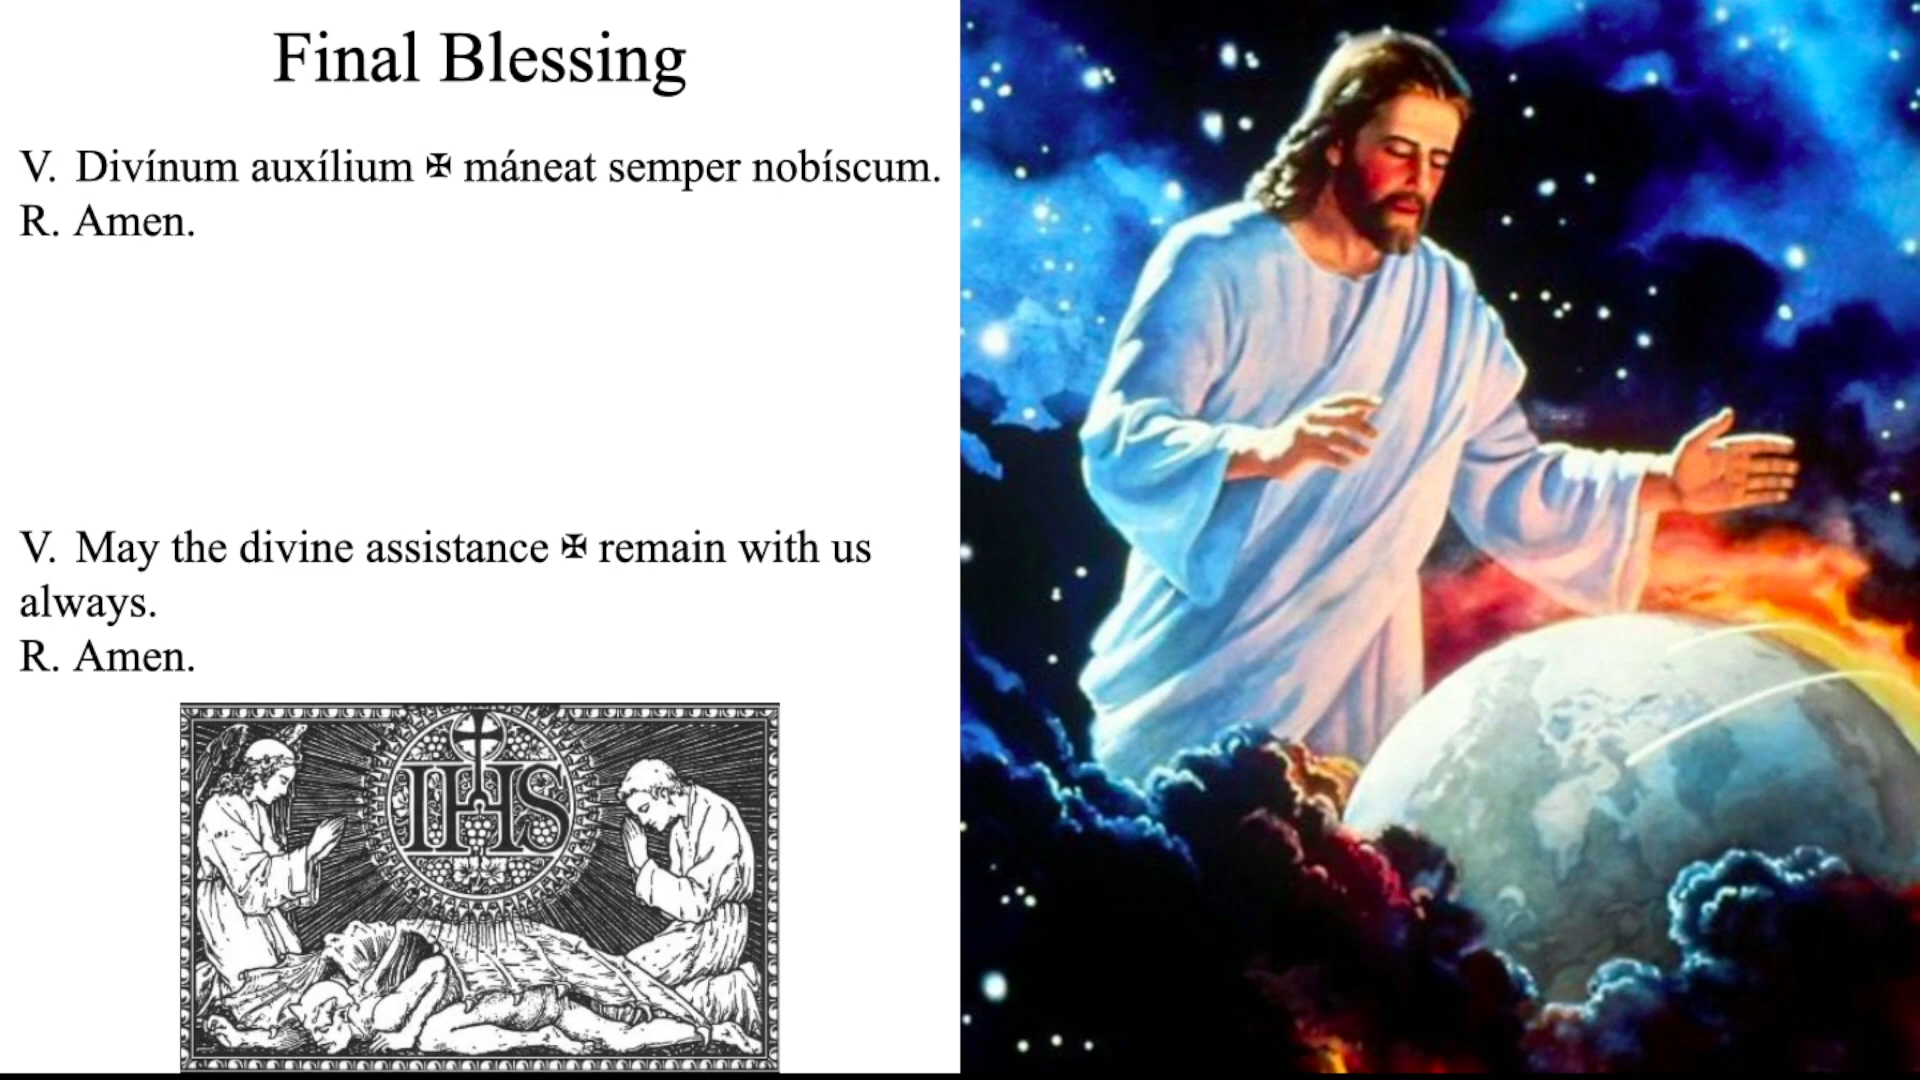 Final Blessing
V. Divínum auxílium ✠ máneat semper nobíscum.
R. Amen.
V. May the divine assistance ✠ remain with us
always.
R. Amen.
IHS